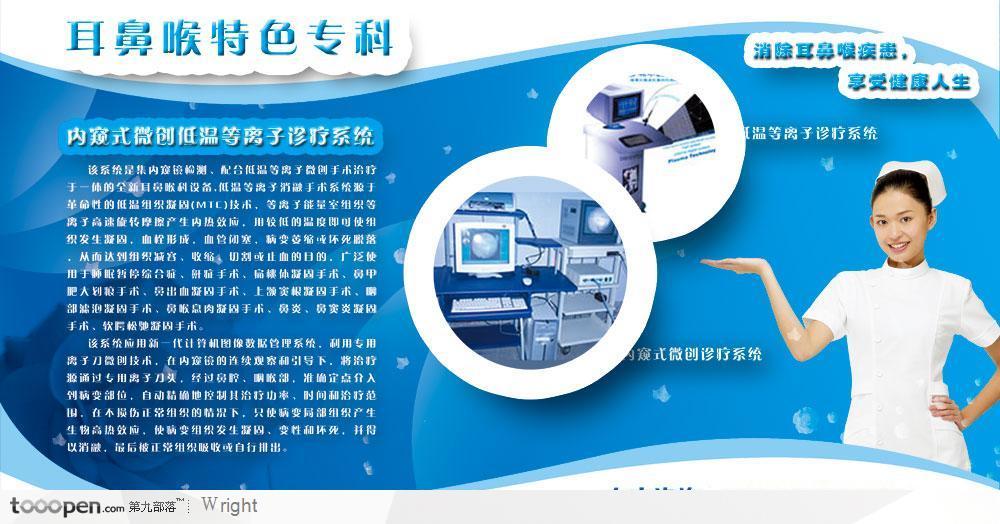 耳鼻喉特色专科
消除耳鼻喉疾患,
享受健康人生
内窥式微创低温等离子诊疗系统
该系统是集内窥镜检测、配合低温等离子微创手术治疗
于一体的全新耳鼻喉科设备.低温等离子消融手术系统源于
革命性的低温组织凝固(MTC)技术、等离子能量室组织等
离子高速旋转摩擦产生内热效应，用较低的温度即可使组
织发生凝固，血栓形成，血管闭塞、病变萎缩或坏死脱落
，从而达到组织减容、收缩、切割或止血的目的，广泛使
用于睡眠暂停综合症、鼾症手术、扁桃体凝固手术、鼻甲
肥大划痕手术、鼻出血凝固手术、上颌窦根凝固手术、咽
部滤泡凝固手术、鼻喉息肉凝固手术、鼻炎、鼻窦炎凝固
手术、软腭松驰凝固手术。
该系统应用新一代计算机图像数据管理系统，利用专用
离子刀微创技术，在内窥镜的连续观察和引导下，将治疗
源通过专用离子刀头，经过鼻腔、咽喉部，准确定点介入
到病变部位，自动精确地控制其治疗功率、时间和治疗范
围，在不损伤正常组织的情况下，只使病变局部组织产生
生物高热效应，使病变组织发生凝固、变性和坏死，并得
以消融，最后被正常组织吸收或自行排出。
Plasma Technology
低温等离子诊疗系统
内窥式微创诊疗系统
tooopen.com 第九部落™ Wright